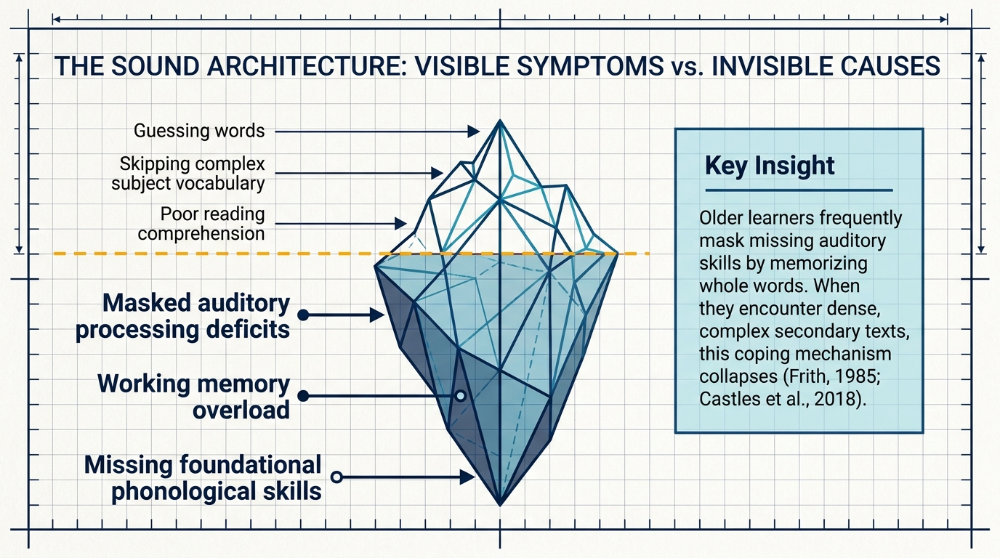 THE SOUND ARCHITECTURE: VISIBLE SYMPTOMS vs. INVISIBLE CAUSES
Guessing words
Skipping complex
subject vocabulary
Poor reading
comprehension
Masked auditory
processing deficits
Working memory
overload
Missing foundational
phonological skills
Key Insight
Older learners frequently
mask missing auditory
skills by memorizing
whole words. When
they encounter dense,
complex secondary texts,
this coping mechanism
collapses (Frith, 1985;
Castles et al., 2018).